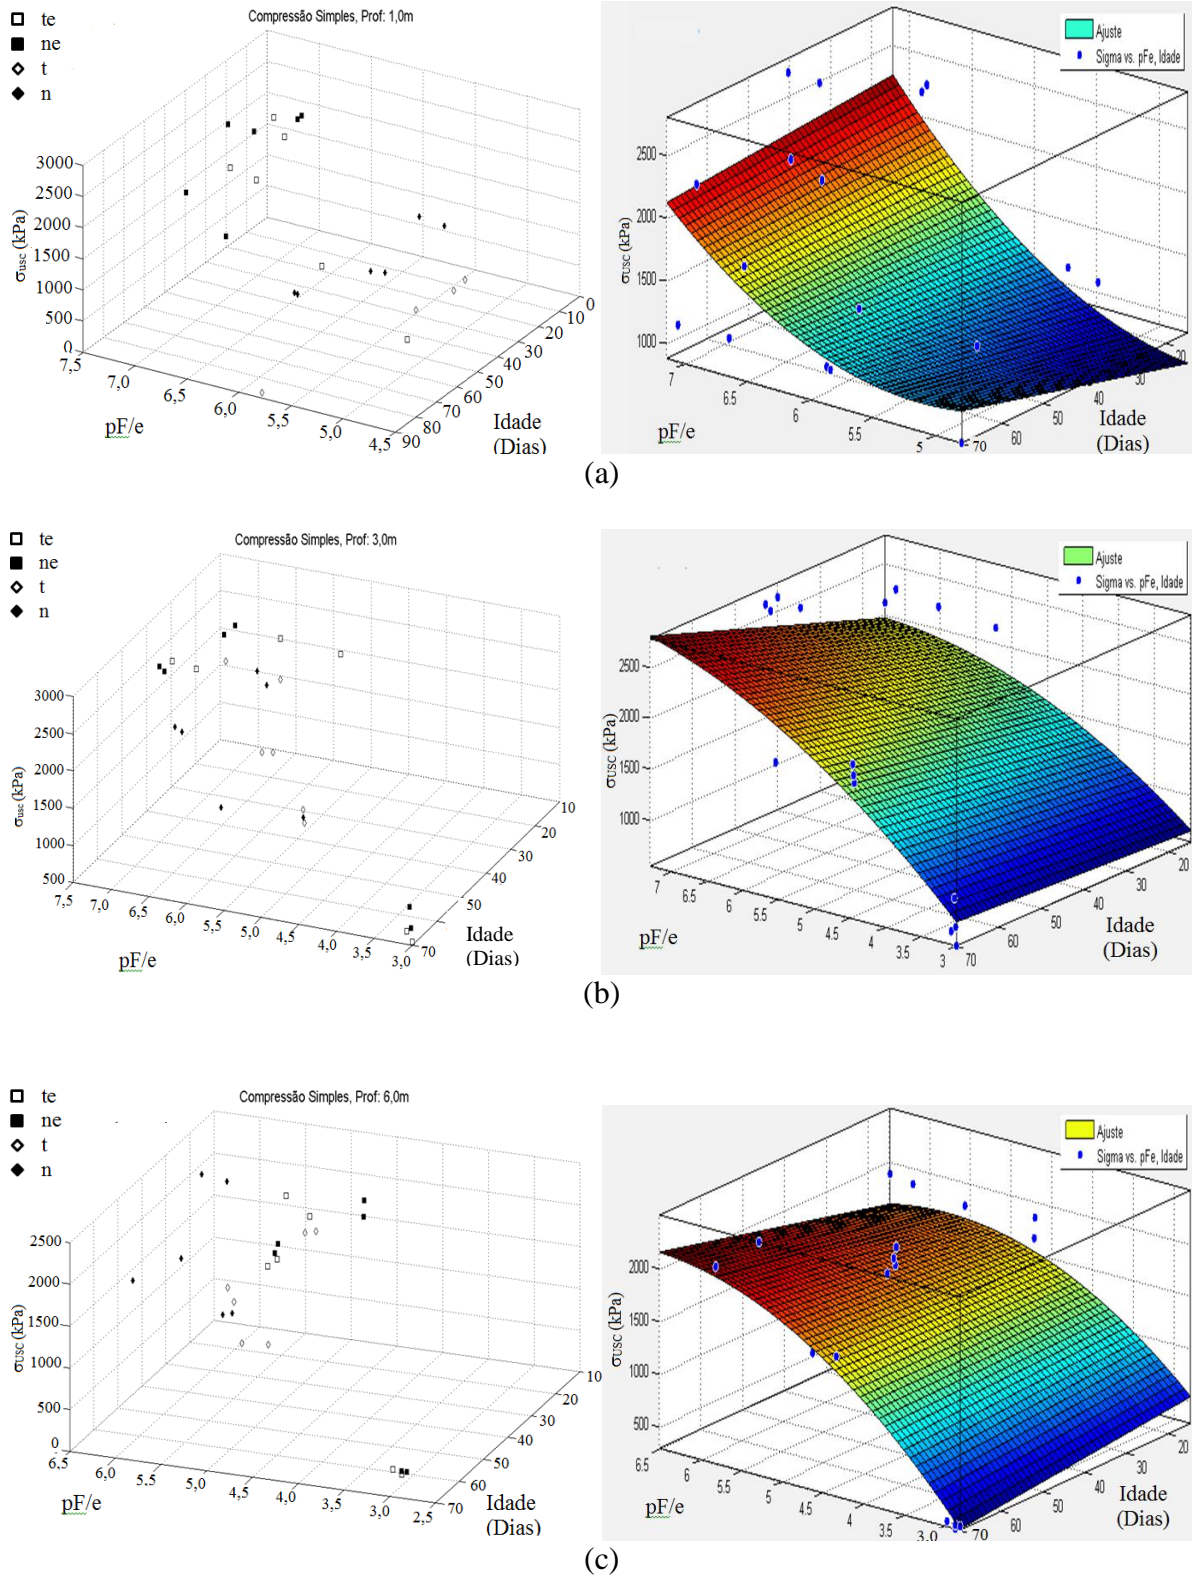 te
ne
t
n
Compressão Simples, Prof: 1,0m
3000
2500
2000
1500
1000
500
0
σusc (kPa)
7,5
7,0
6,5
6,0
5,5
5,0
4,5
pF/e
0
10
20
30
40
50
60
70
80
90
Idade
(Dias)
Ajuste
Sigma vs. pFe, Idade
2500
2000
1500
1000
σusc (kPa)
7
6.5
6
5.5
5
pF/e
20
30
40
50
60
70
Idade
(Dias)
(a)
te
ne
t
n
Compressão Simples, Prof: 3,0m
3000
2500
2000
1500
1000
500
σusc (kPa)
7,5
7,0
6,5
6,0
5,5
5,0
4,5
4,0
3,5
3,0
pF/e
10
20
30
40
50
70
Idade
(Dias)
Ajuste
Sigma vs. pFe, Idade
2500
2000
1500
1000
σusc (kPa)
7
6.5
6
5.5
5
4.5
4
3.5
3
pF/e
20
30
40
50
60
70
Idade
(Dias)
(b)
te
ne
t
n
Compressão Simples, Prof: 6,0m
2500
2000
1500
1000
500
0
σusc (kPa)
6,5
6,0
5.5
5,0
4,5
4,0
3,5
3,0
2,5
pF/e
10
20
30
40
50
60
70
Idade
(Dias)
Ajuste
Sigma vs. pFe, Idade
2000
1500
1000
500
σusc (kPa)
6.5
6
5.5
5
4.5
4
3.5
3.0
pF/e
20
30
40
50
60
70
Idade
(Dias)
(c)